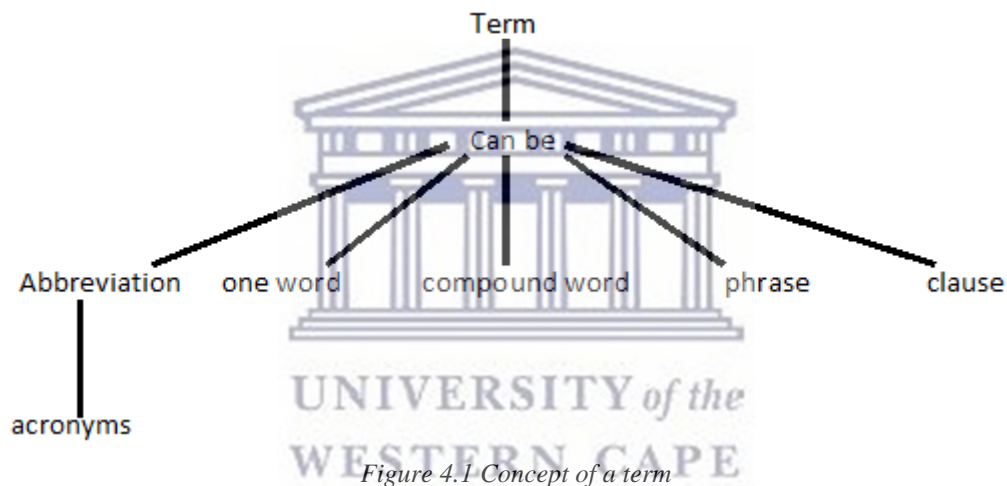 Term
Can be
Abbreviation one word compound word phrase clause
acronyms
UNIVERSITY of the
WESTERN CAPE
Figure 4.1 Concept of a term